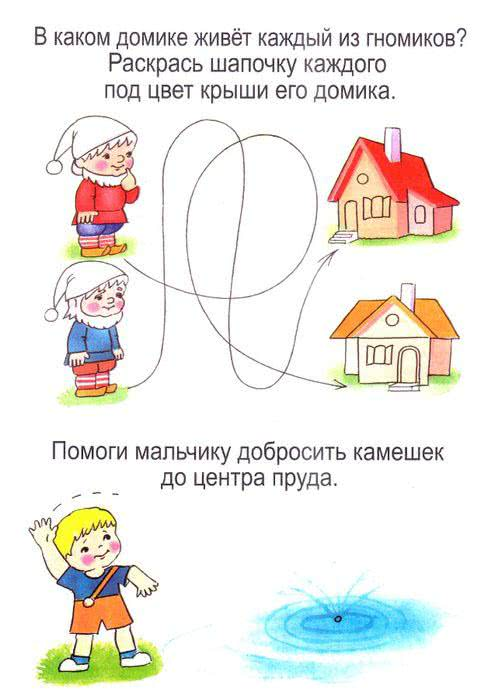 В каком домике живёт каждый из гномиков?
Раскрась шапочку каждого
под цвет крыши его домика.
Помоги мальчику добросить камешек
до центра пруда.